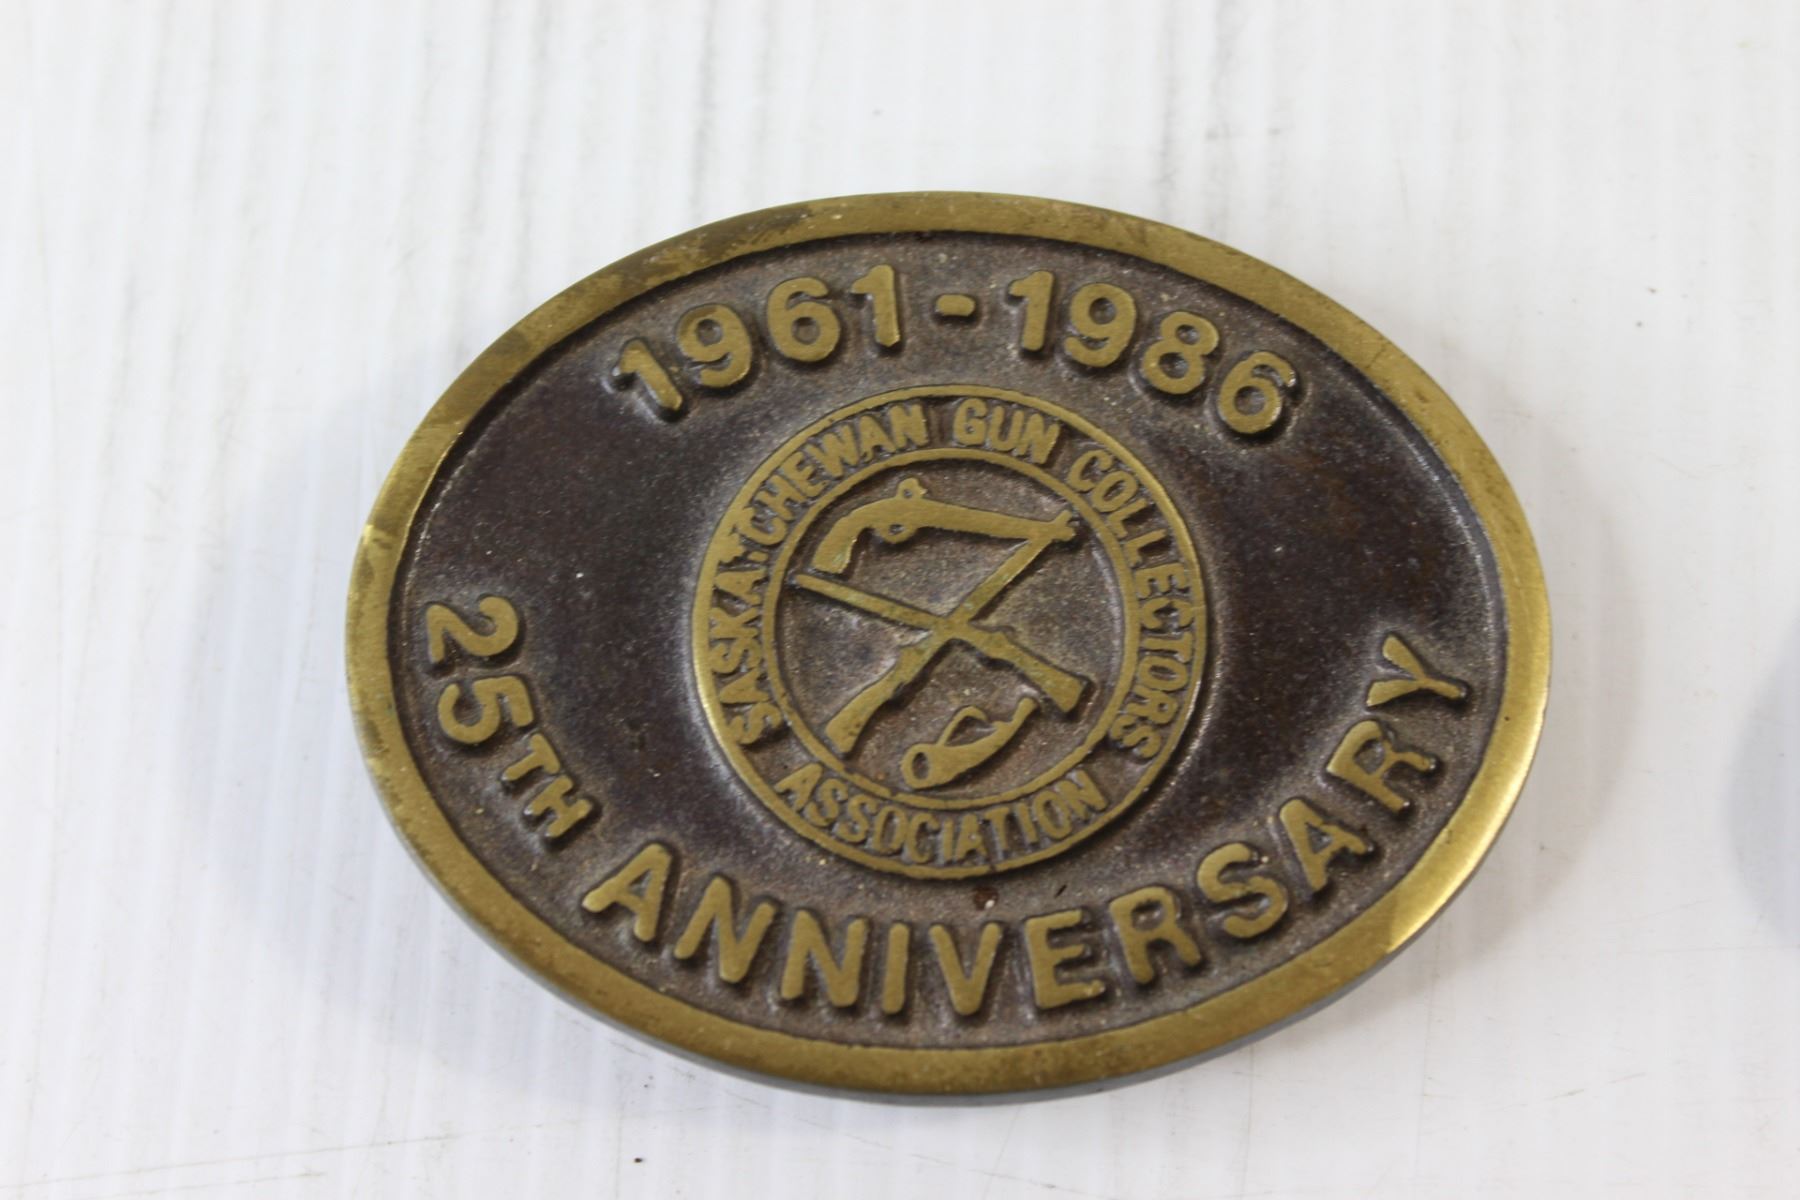 1961-1986
SASKATCHEWAN GUN COLLECTORS
ASSOCIATION
25TH ANNIVERSARY